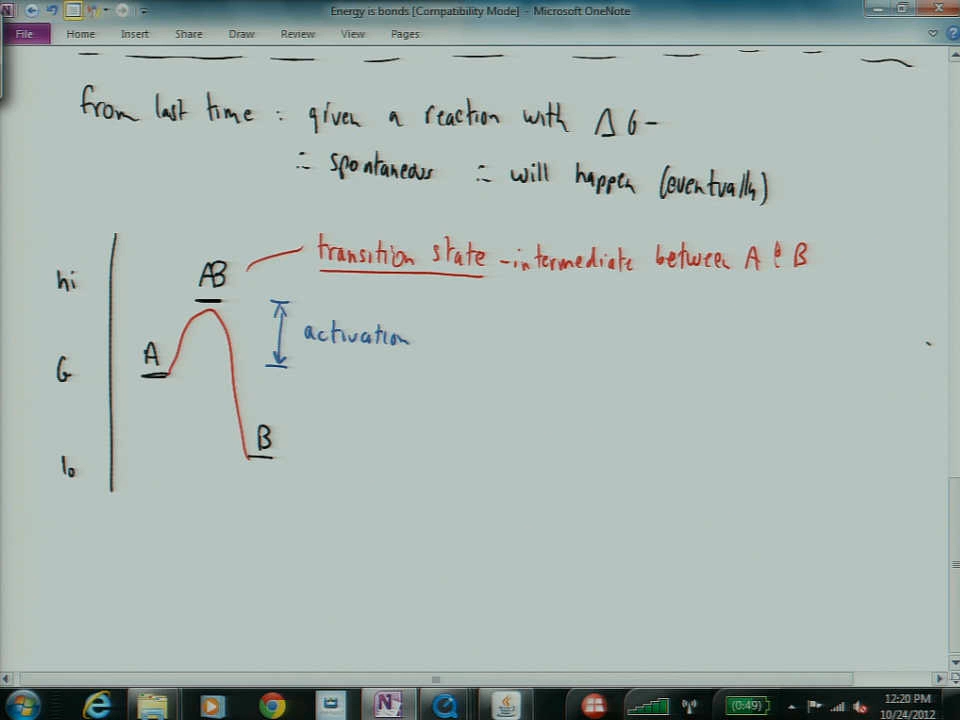 Energy is bonds [Compatibility Mode] - Microsoft OneNote
File Home Insert Share Draw Review View Pages
from last time : given a reaction with Δ G -
∴ spontaneous ∴ will happen (eventually)
hi
AB
transition state - intermediate between A & B
activation
A
G
B
lo
(0:49)
12:20 PM
10/24/2012